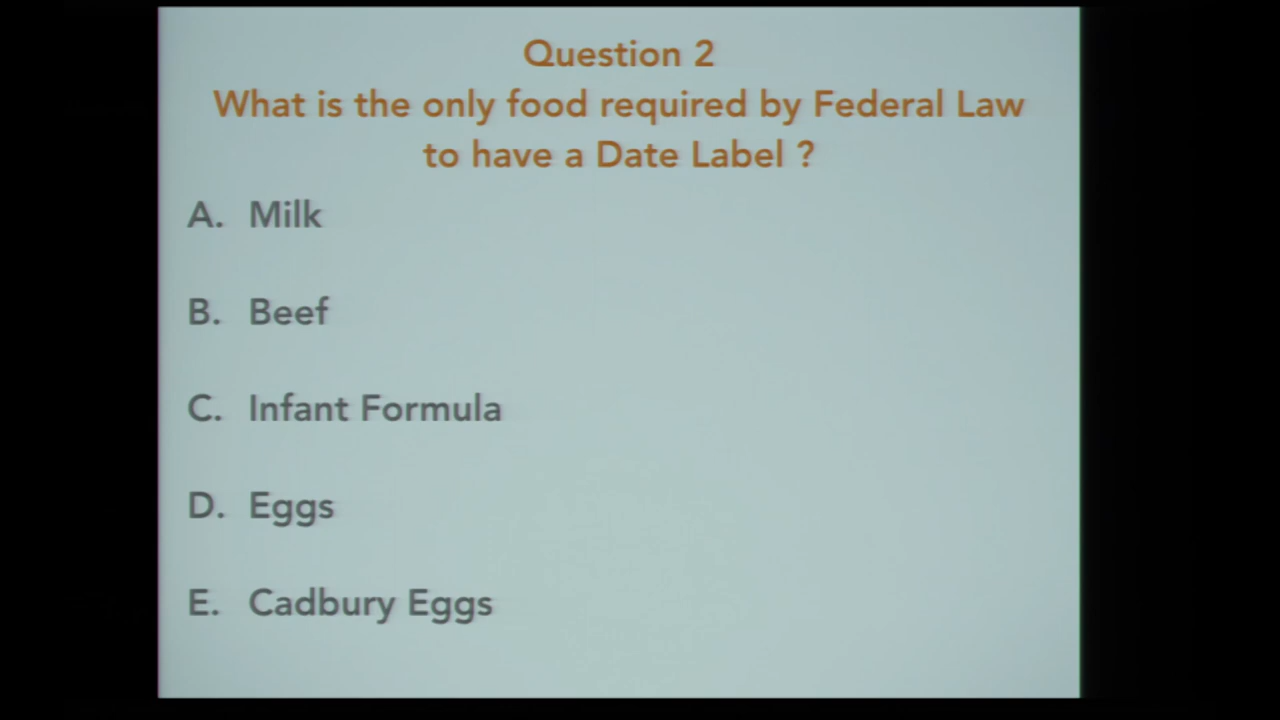 Question 2
What is the only food required by Federal Law
to have a Date Label ?
A. Milk
B. Beef
C. Infant Formula
D. Eggs
E. Cadbury Eggs